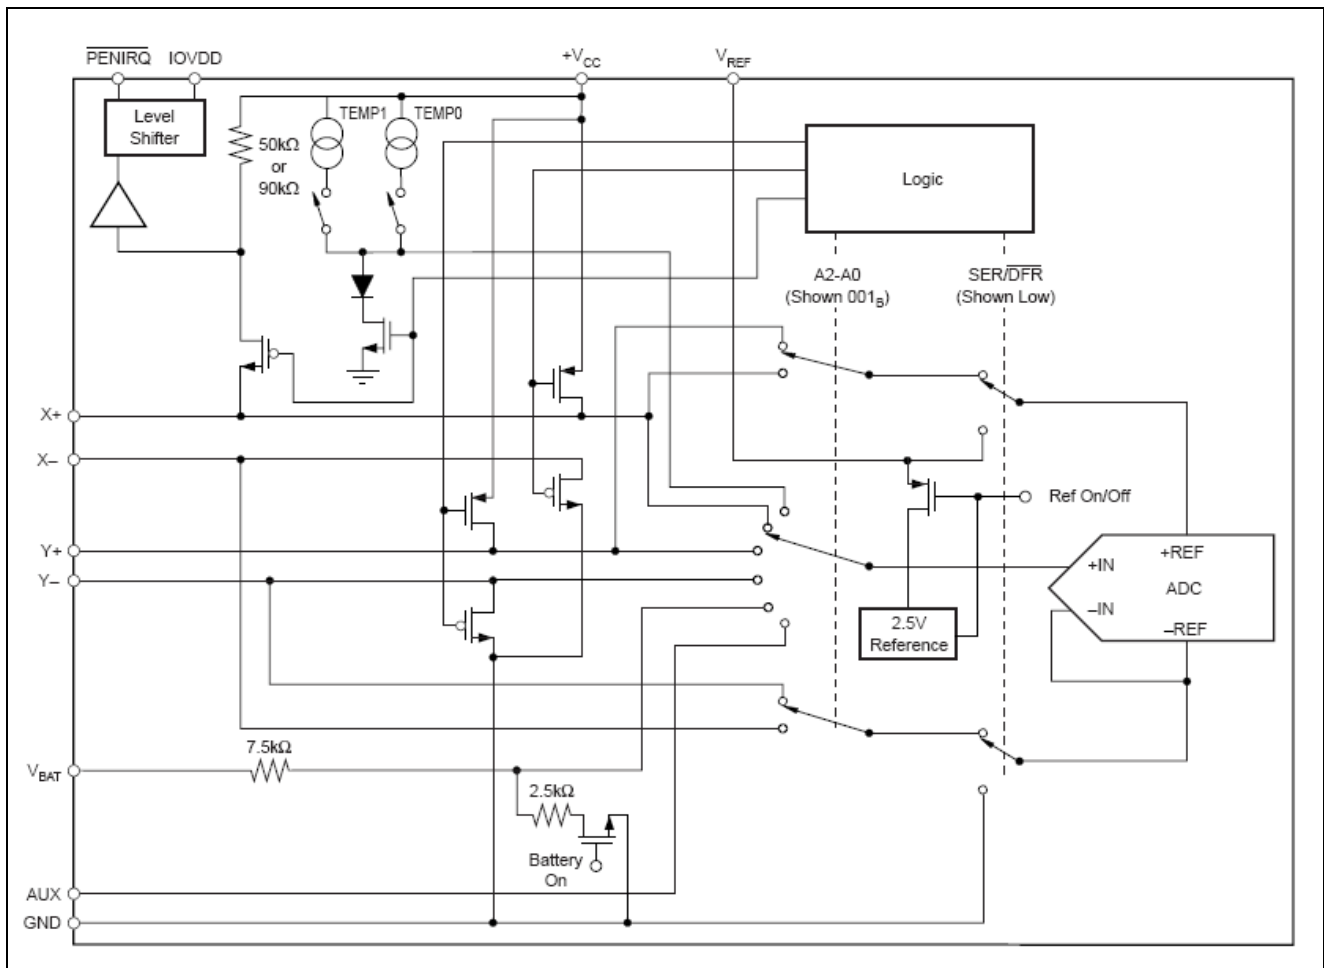 PENIRQ IOVDD +VCC VREF
Level
Shifter
TEMP1 TEMP0
50kΩ
or
90kΩ
Logic
A2-A0
(Shown 001B)
SER/DFR
(Shown Low)
X+
X–
Y+
Y–
Ref On/Off
+IN
–IN
+REF
ADC
–REF
2.5V
Reference
7.5kΩ
VBAT
2.5kΩ
Battery
On
AUX
GND